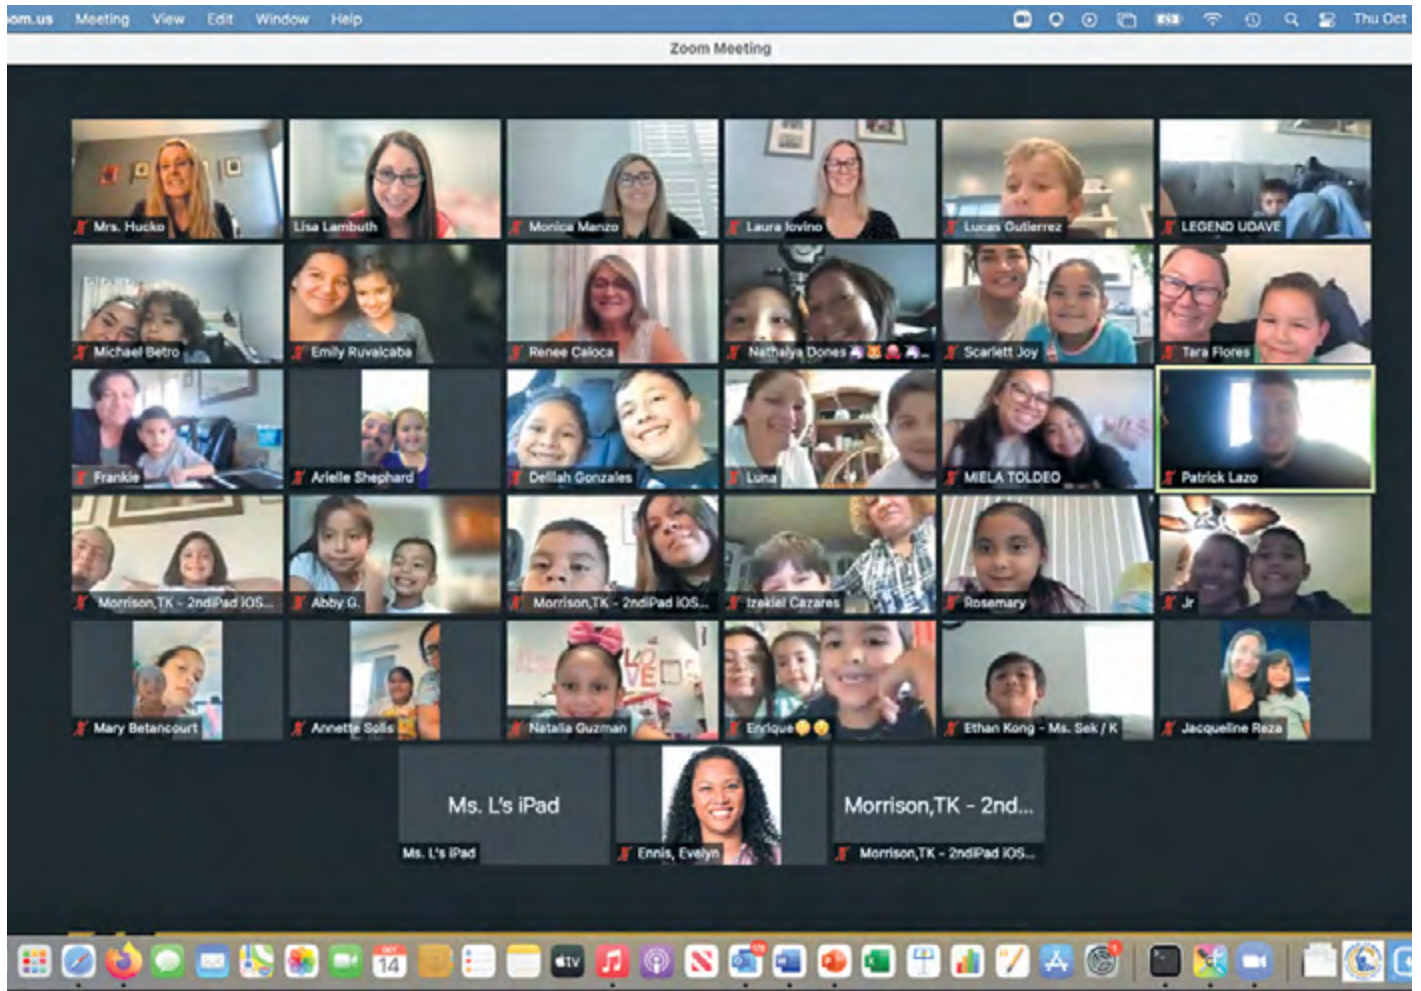 om.us Meeting View Edit Window Help Thu Oct
Zoom Meeting
Mrs. Hucko
Lisa Lambuth
Monica Manzo
Laura Iovino
Lucas Gutierrez
LEGEND UDAVE
Michael Betro
Emily Ruvalcaba
Renee Caloca
Nathalya Dones
Scarlett Joy
Tara Flores
Frankie
Arielle Shephard
Delilah Gonzales
Luna
MIELA TOLDEO
Patrick Lazo
Morrison,TK - 2ndiPad iOS...
Abby G.
Morrison,TK - 2ndiPad iOS...
Izekiel Cazares
Rosemary
Jr
LOVE
Mary Betancourt
Annette Solis
Natalia Guzman
Enrique
Ethan Kong - Ms. Sek / K
Jacqueline Reza
Ms. L's iPad
Morrison,TK - 2nd...
Ms. L's iPad
Ennis, Evelyn
Morrison,TK - 2ndiPad iOS...
OCT
14
tv